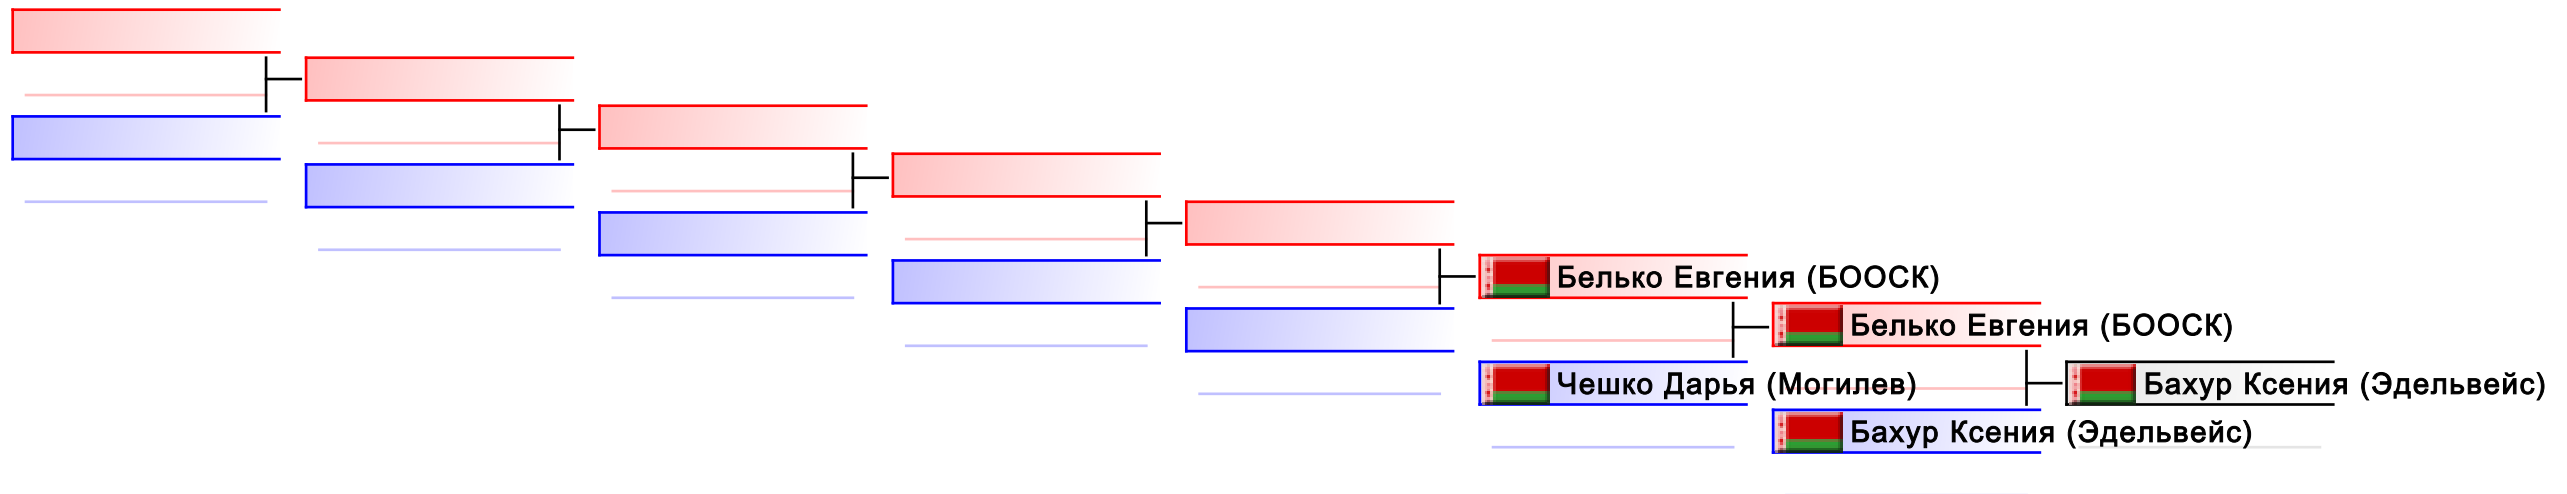 Белько Евгения (БООСК)
Белько Евгения (БООСК)
Чешко Дарья (Могилев)
Бахур Ксения (Эдельвейс)
Бахур Ксения (Эдельвейс)